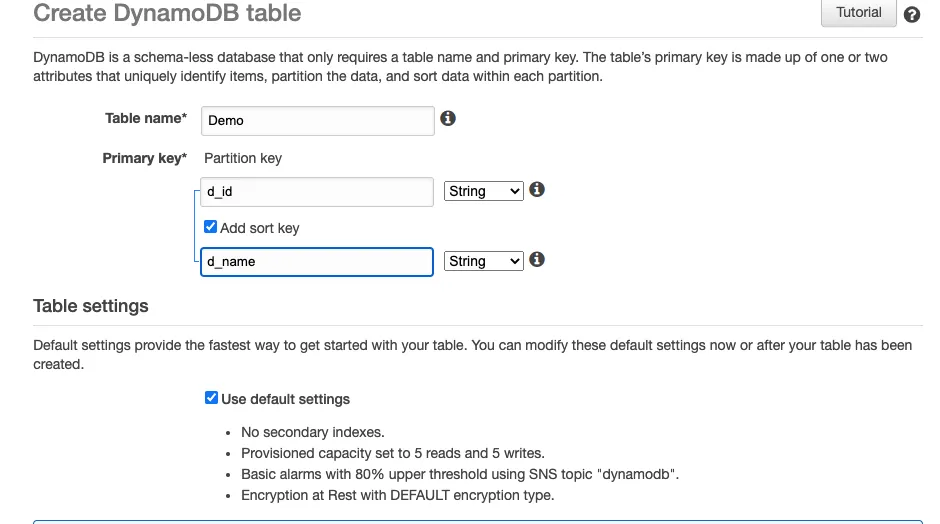 Create DynamoDB table
Tutorial
DynamoDB is a schema-less database that only requires a table name and primary key. The table's primary key is made up of one or two
attributes that uniquely identify items, partition the data, and sort data within each partition.
Table name*
Demo
Primary key*
Partition key
d_id
String
Add sort key
d_name
String
Table settings
Default settings provide the fastest way to get started with your table. You can modify these default settings now or after your table has been
created.
Use default settings
• No secondary indexes.
• Provisioned capacity set to 5 reads and 5 writes.
• Basic alarms with 80% upper threshold using SNS topic "dynamodb".
• Encryption at Rest with DEFAULT encryption type.